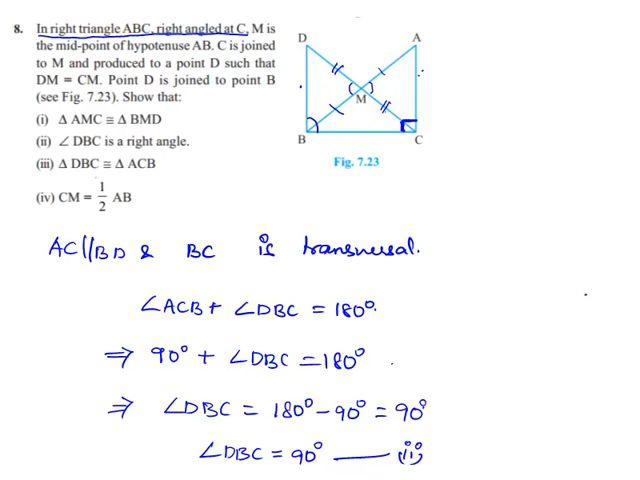 8. In right triangle ABC, right angled at C, M is
the mid-point of hypotenuse AB. C is joined
to M and produced to a point D such that
DM = CM. Point D is joined to point B
(see Fig. 7.23). Show that:
(i) Δ AMC ≅ Δ BMD
(ii) ∠ DBC is a right angle.
(iii) Δ DBC ≅ Δ ACB
(iv) CM = 1/2 AB
D A
M
B C
Fig. 7.23
AC||BD & BC is transversal.
∠ACB + ∠DBC = 180°.
⇒ 90° + ∠DBC = 180°
⇒ ∠DBC = 180° - 90° = 90°
∠DBC = 90° — (ii)